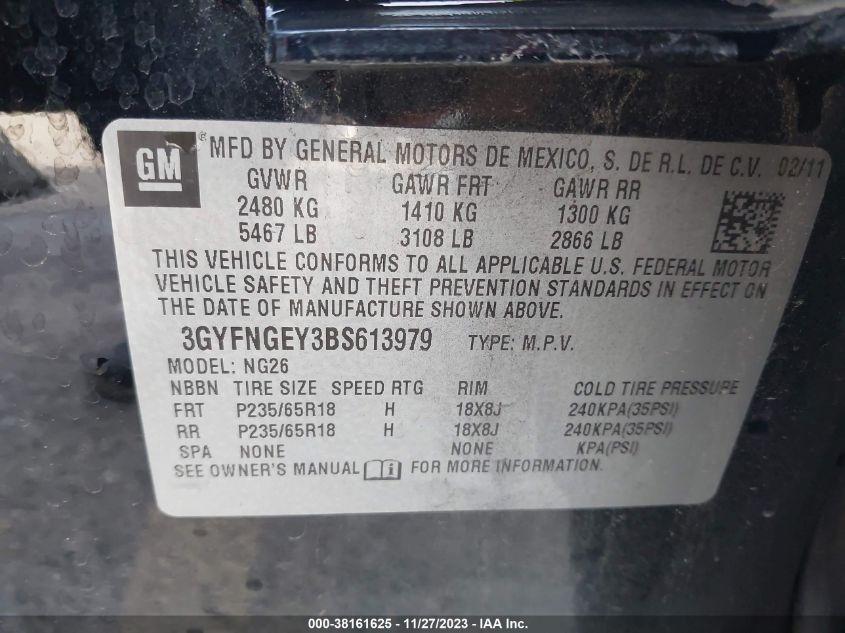 GM ® MFD BY GENERAL MOTORS DE MEXICO, S. DE R.L. DE C.V. 02/11
GVWR GAWR FRT GAWR RR
2480 KG 1410 KG 1300 KG
5467 LB 3108 LB 2866 LB
THIS VEHICLE CONFORMS TO ALL APPLICABLE U.S. FEDERAL MOTOR
VEHICLE SAFETY AND THEFT PREVENTION STANDARDS IN EFFECT ON
THE DATE OF MANUFACTURE SHOWN ABOVE.
3GYFNGEY3BS613979 TYPE: M.P.V.
MODEL: NG26
NBBN TIRE SIZE SPEED RTG RIM COLD TIRE PRESSURE
FRT P235/65R18 H 18X8J 240KPA(35PSI)
RR P235/65R18 H 18X8J 240KPA(35PSI)
SPA NONE NONE KPA(PSI)
SEE OWNER'S MANUAL i FOR MORE INFORMATION.
000-38161625 - 11/27/2023 - IAA Inc.